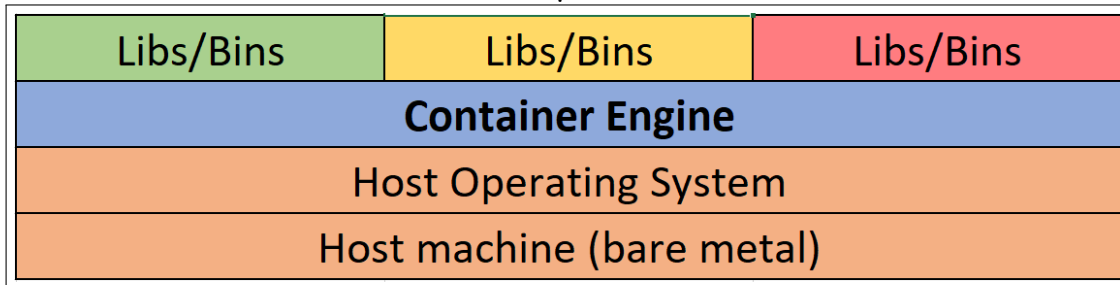 Libs/Bins Libs/Bins Libs/Bins
Container Engine
Host Operating System
Host machine (bare metal)